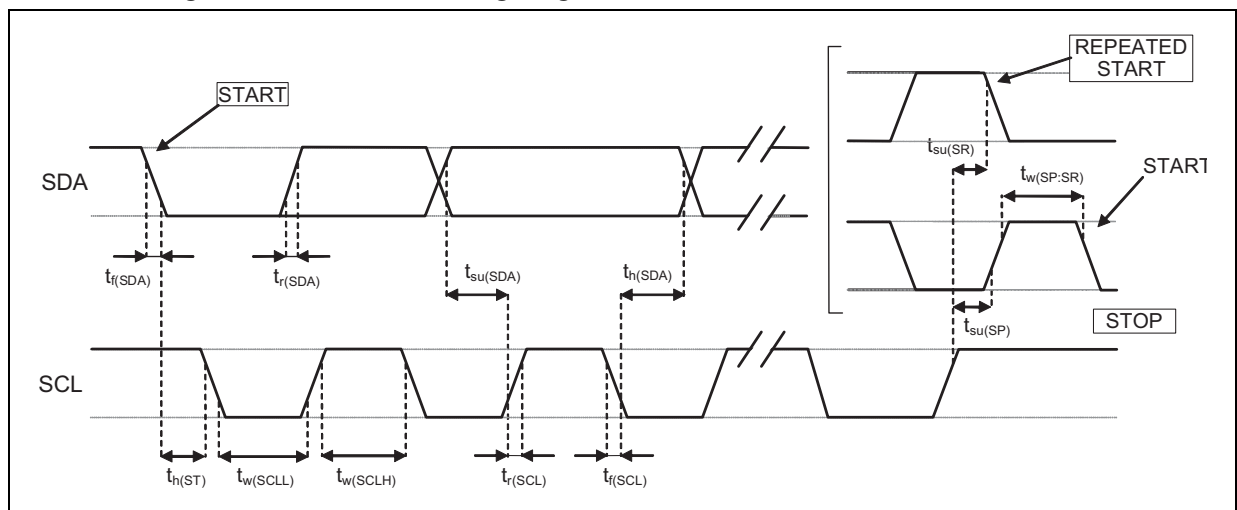 REPEATED
START
START
t_su(SR)
t_w(SP:SR)
START
SDA
t_f(SDA)
t_r(SDA)
t_su(SDA)
t_h(SDA)
t_su(SP)
STOP
SCL
t_h(ST)
t_w(SCLL)
t_w(SCLH)
t_r(SCL)
t_f(SCL)